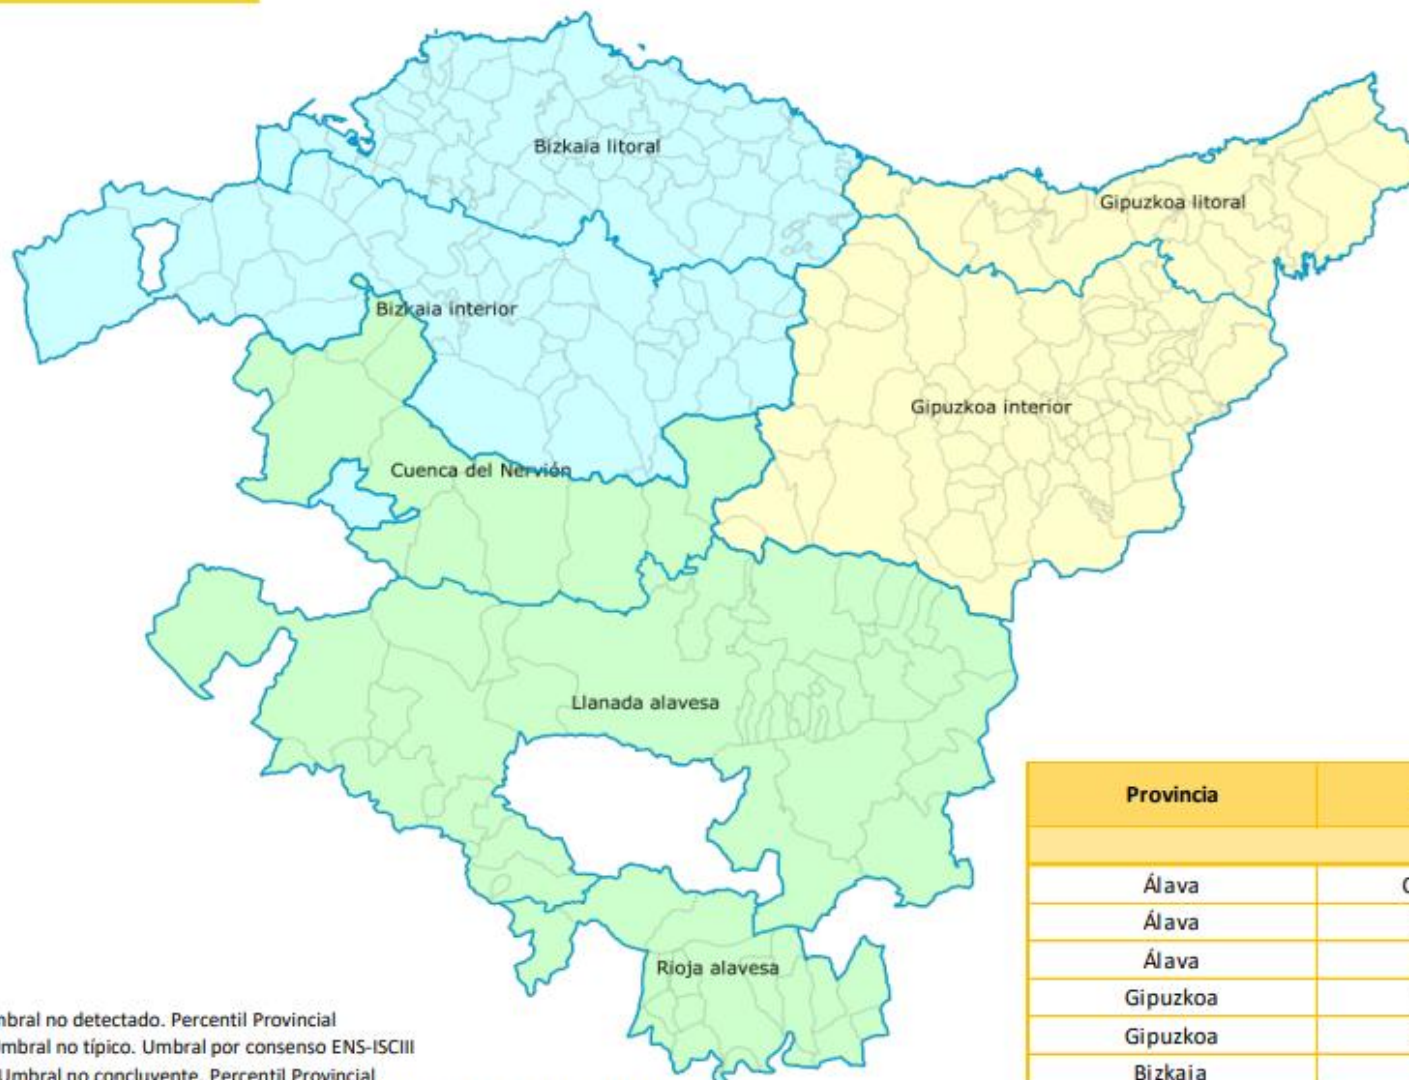 Bizkaia litoral
Gipuzkoa litoral
Bizkaia interior
Gipuzkoa interior
Cuenca del Nervión
Llanada alavesa
Rioja alavesa
Provincia
Álava
Álava
Álava
Gipuzkoa
Gipuzkoa
Bizkaia
no detectado. Percentil Provincial
no típico. Umbral por consenso ENS-ISCIII
Umbral no concluyente. Percentil Provincial